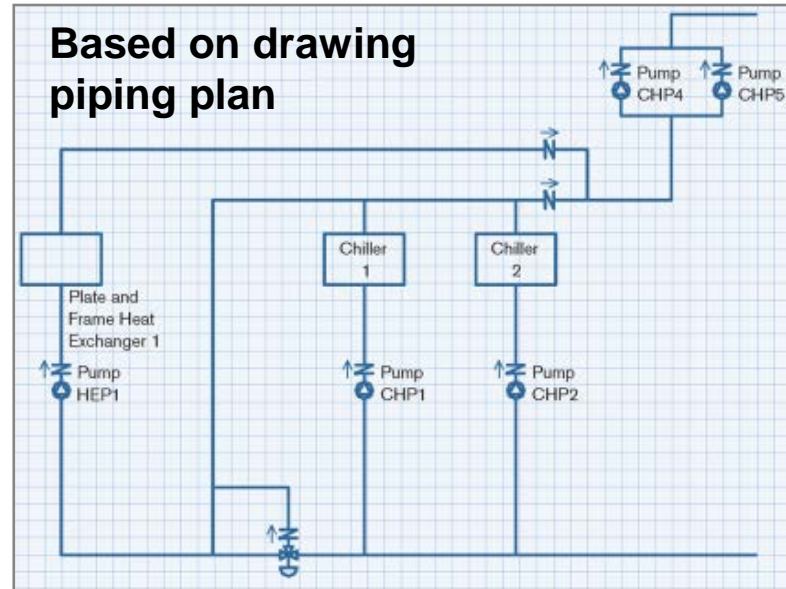 Based on drawing
piping plan
Pump
CHP4
Pump
CHP5
Chiller
1
Chiller
2
Plate and
Frame Heat
Exchanger 1
Pump
HEP1
Pump
CHP1
Pump
CHP2